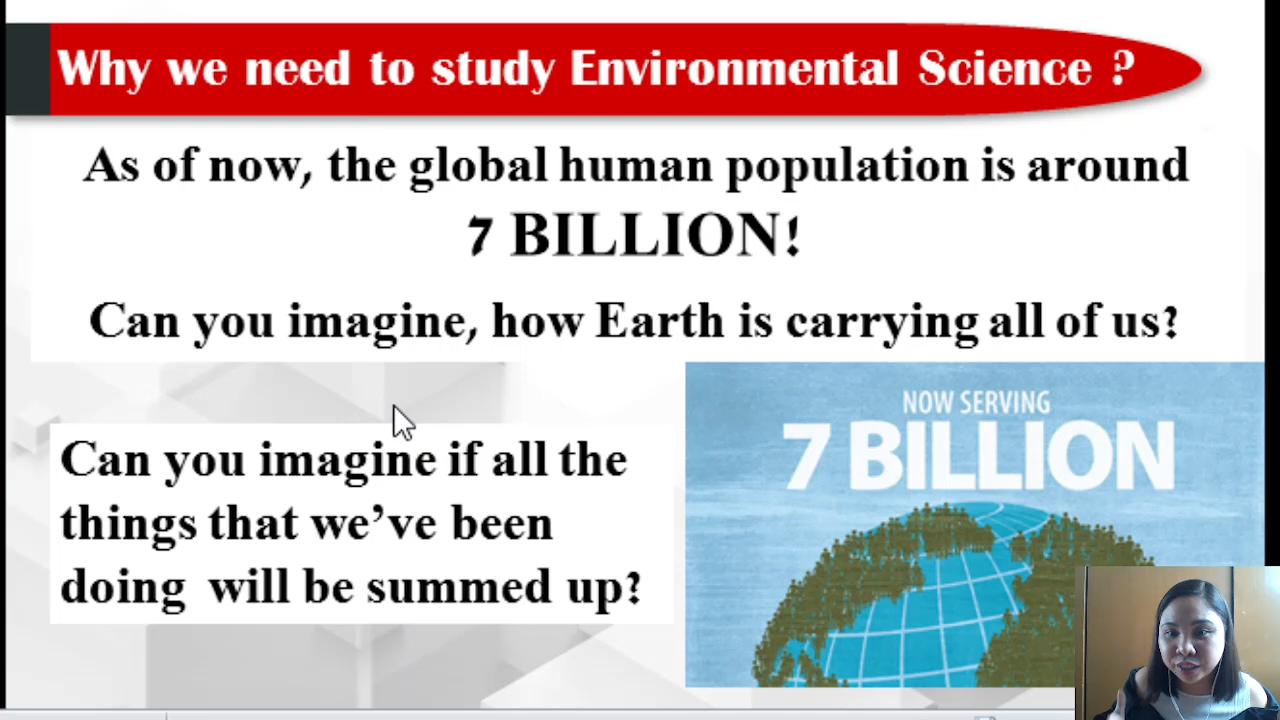 Why we need to study Environmental Science ?
As of now, the global human population is around
7 BILLION!
Can you imagine, how Earth is carrying all of us?
Can you imagine if all the
things that we’ve been
doing will be summed up?
NOW SERVING
7 BILLION